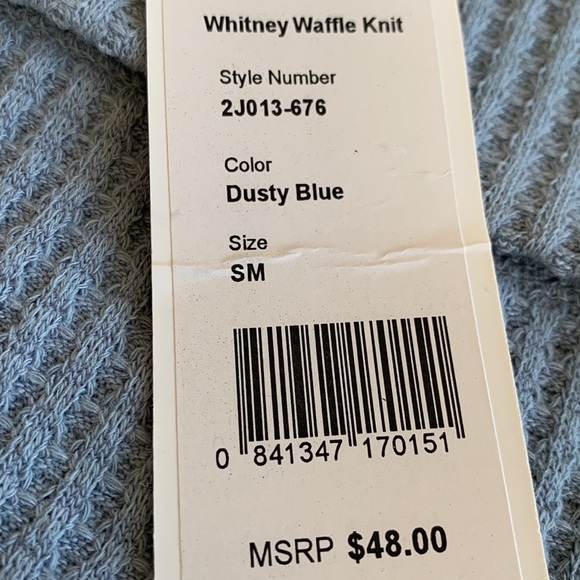 Whitney Waffle Knit
Style Number
2J013-676
Color
Dusty Blue
Size
SM
0 841347 170151
MSRP $48.00